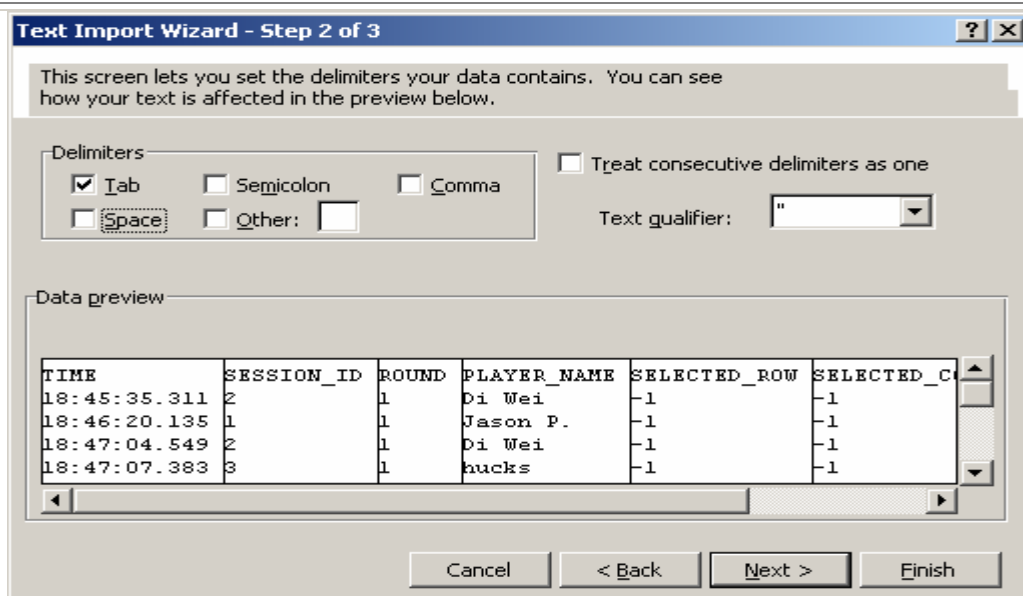 Text Import Wizard - Step 2 of 3
This screen lets you set the delimiters your data contains. You can see
how your text is affected in the preview below.
Delimiters
Tab Semicolon Comma
Space Other:
Treat consecutive delimiters as one
Text qualifier: "
Data preview
TIME SESSION_ID ROUND PLAYER_NAME SELECTED_ROW
18:45:35.311 2 1 Di Wei -1 -1
18:46:20.135 1 1 Jason P. -1 -1
18:47:04.549 2 1 Di Wei -1 -1
18:47:07.383 3 1 hucks -1 -1
Cancel < Back Next > Finish